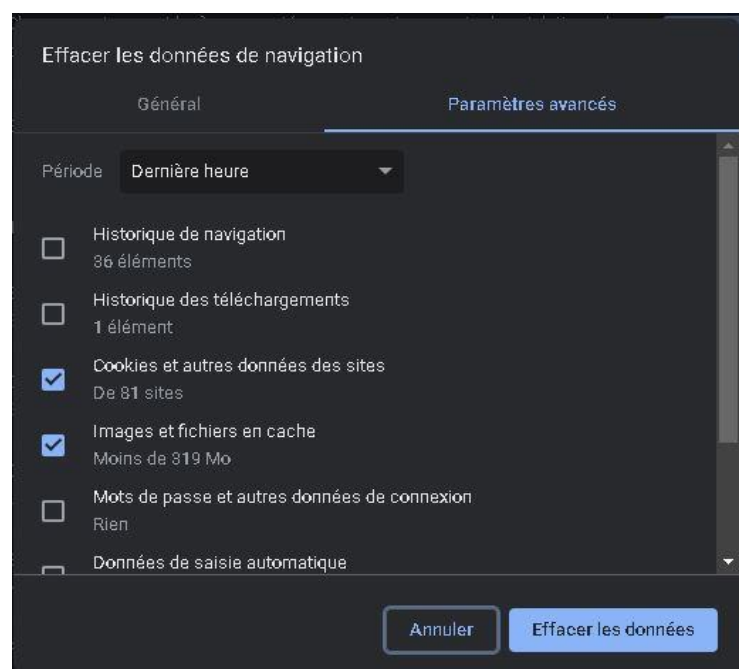 Effacer les données de navigation
Général
Paramètres avancés
Période
Dernière heure
Historique de navigation
36 éléments
Historique des téléchargements
1 élément
Cookies et autres données des sites
De 81 sites
Images et fichiers en cache
Moins de 319 Mo
Mots de passe et autres données de connexion
Rien
Données de saisie automatique
Annuler
Effacer les données